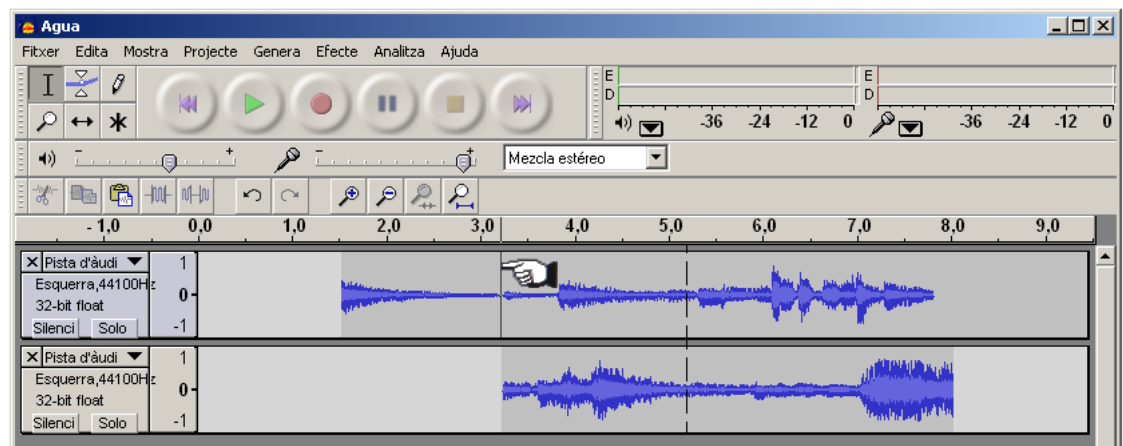 Agua
Fitxer Edita Mostra Projecte Genera Efecte Analitza Ajuda
E
D
-36 -24 -12 0
E
D
-36 -24 -12 0
- + - +
Mezcla estéreo
- 1,0 0,0 1,0 2,0 3,0 4,0 5,0 6,0 7,0 8,0 9,0
Pista d'àudi
Esquerra,44100Hz
32-bit float
Silenci Solo
1
0
-1
Pista d'àudi
Esquerra,44100Hz
32-bit float
Silenci Solo
1
0
-1